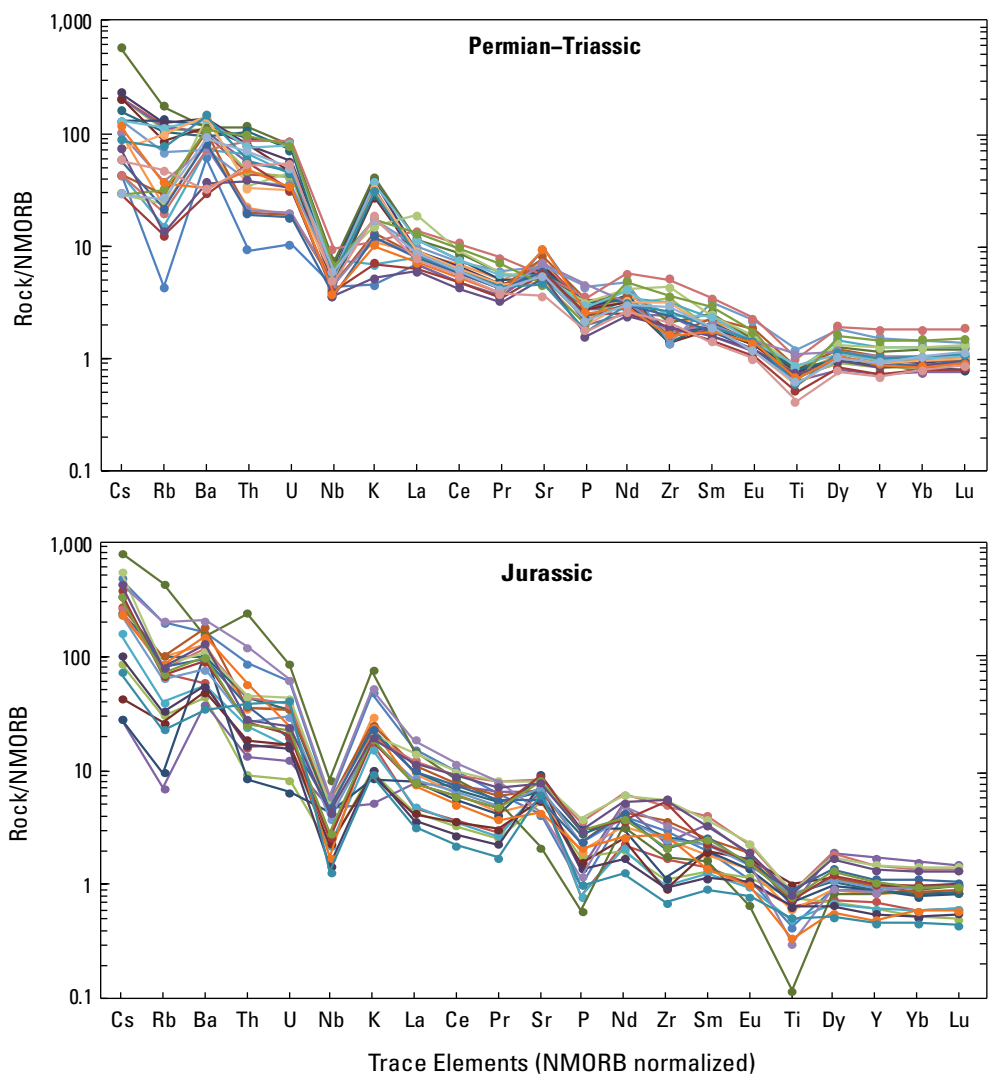 1,000
Permian–Triassic
100
10
1
0.1
Rock/NMORB
Cs Rb Ba Th U Nb K La Ce Pr Sr P Nd Zr Sm Eu Ti Dy Y Yb Lu
1,000
Jurassic
100
10
1
0.1
Rock/NMORB
Cs Rb Ba Th U Nb K La Ce Pr Sr P Nd Zr Sm Eu Ti Dy Y Yb Lu
Trace Elements (NMORB normalized)